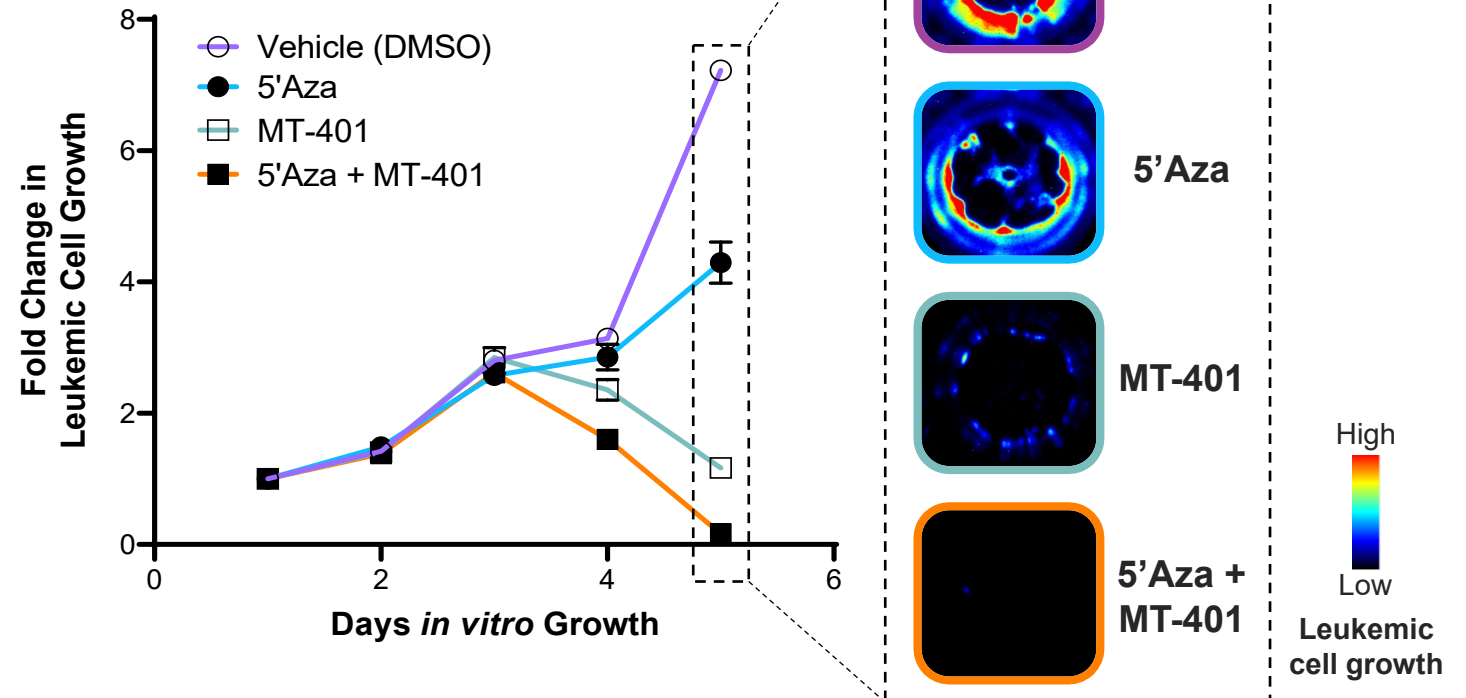 8
6
4
2
0
Fold Change in
Leukemic Cell Growth
Vehicle (DMSO)
5'Aza
MT-401
5'Aza + MT-401
0
2
4
6
Days in vitro Growth
5’Aza
MT-401
5’Aza +
MT-401
High
Low
Leukemic
cell growth